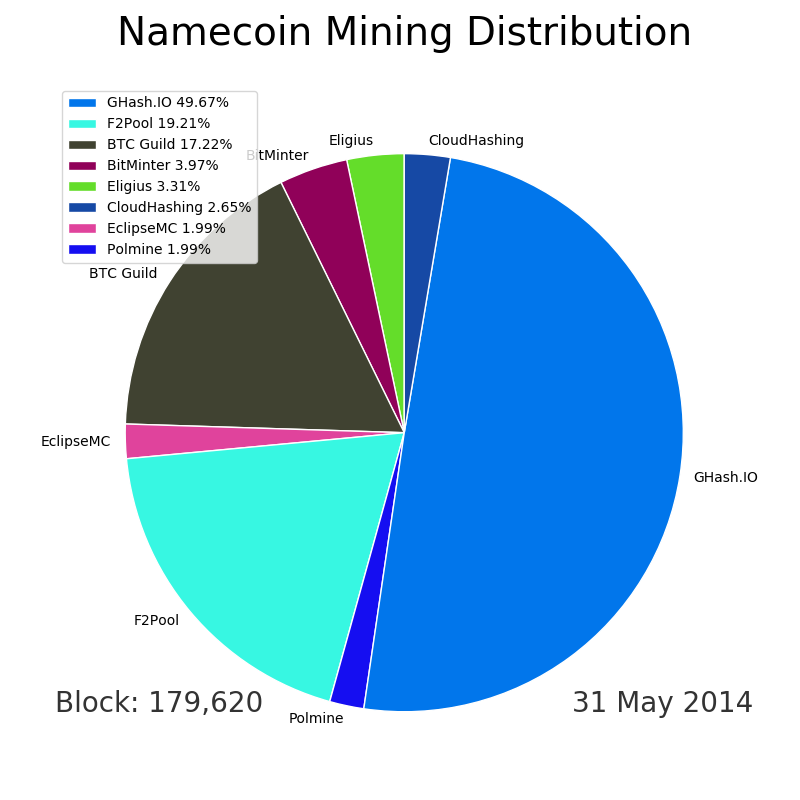 Namecoin Mining Distribution
GHash.IO 49.67%
F2Pool 19.21%
BTC Guild 17.22%
BitMinter 3.97%
Eligius 3.31%
CloudHashing 2.65%
EclipseMC 1.99%
Polmine 1.99%
Eligius
CloudHashing
BitMinter
BTC Guild
EclipseMC
GHash.IO
F2Pool
Polmine
Block: 179,620
31 May 2014